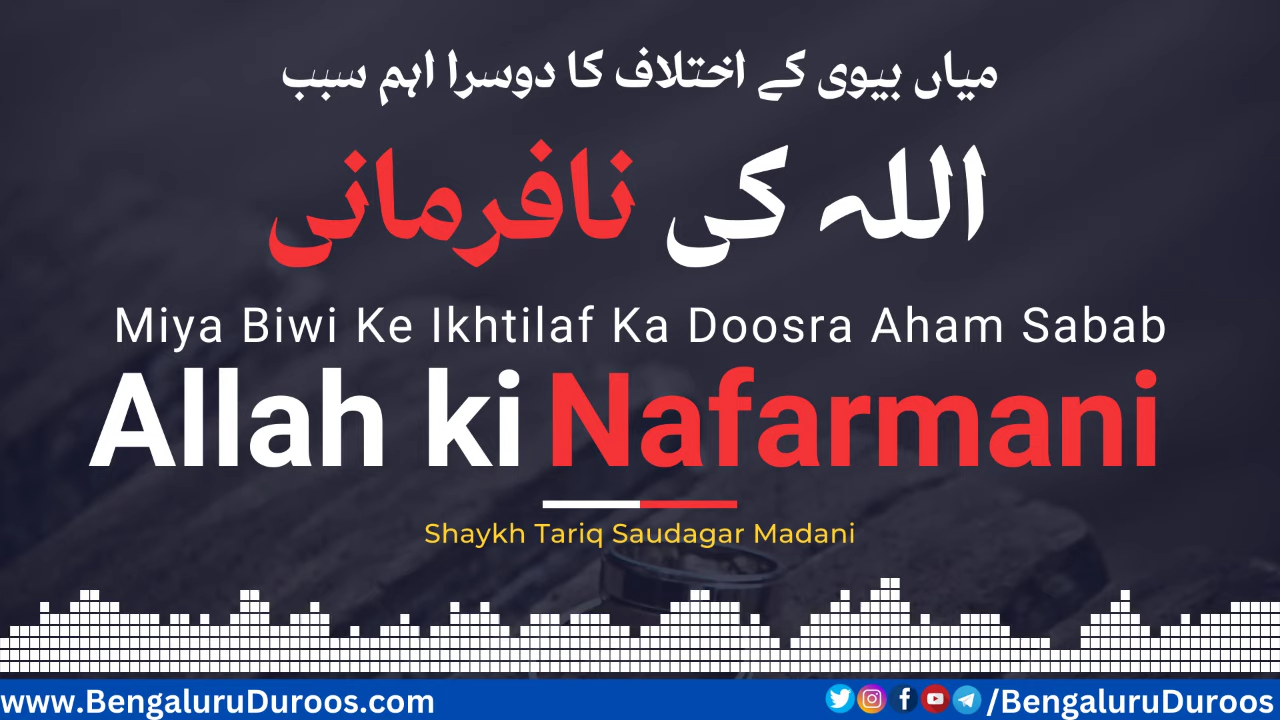 میاں بیوی کے اختلاف کا دوسرا اہم سبب
اللہ کی نافرمانی
Miya Biwi Ke Ikhtilaf Ka Doosra Aham Sabab
Allah ki Nafarmani
Shaykh Tariq Saudagar Madani
www.BengaluruDuroos.com
/BengaluruDuroos